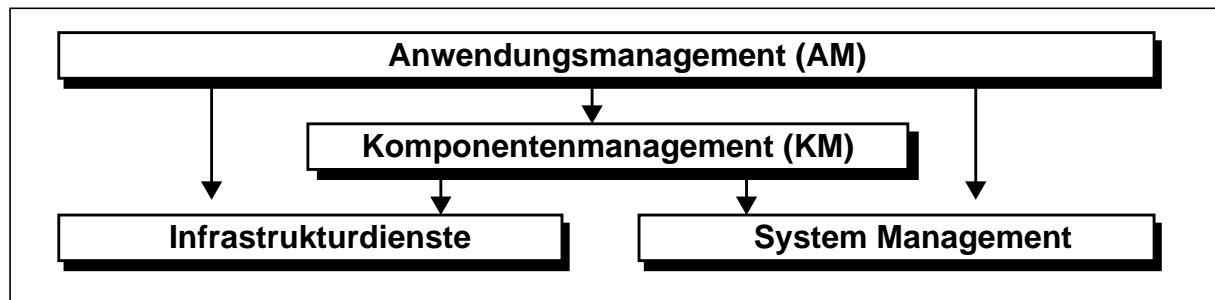 Anwendungsmanagement (AM)
Komponentenmanagement (KM)
Infrastrukturdienste
System Management